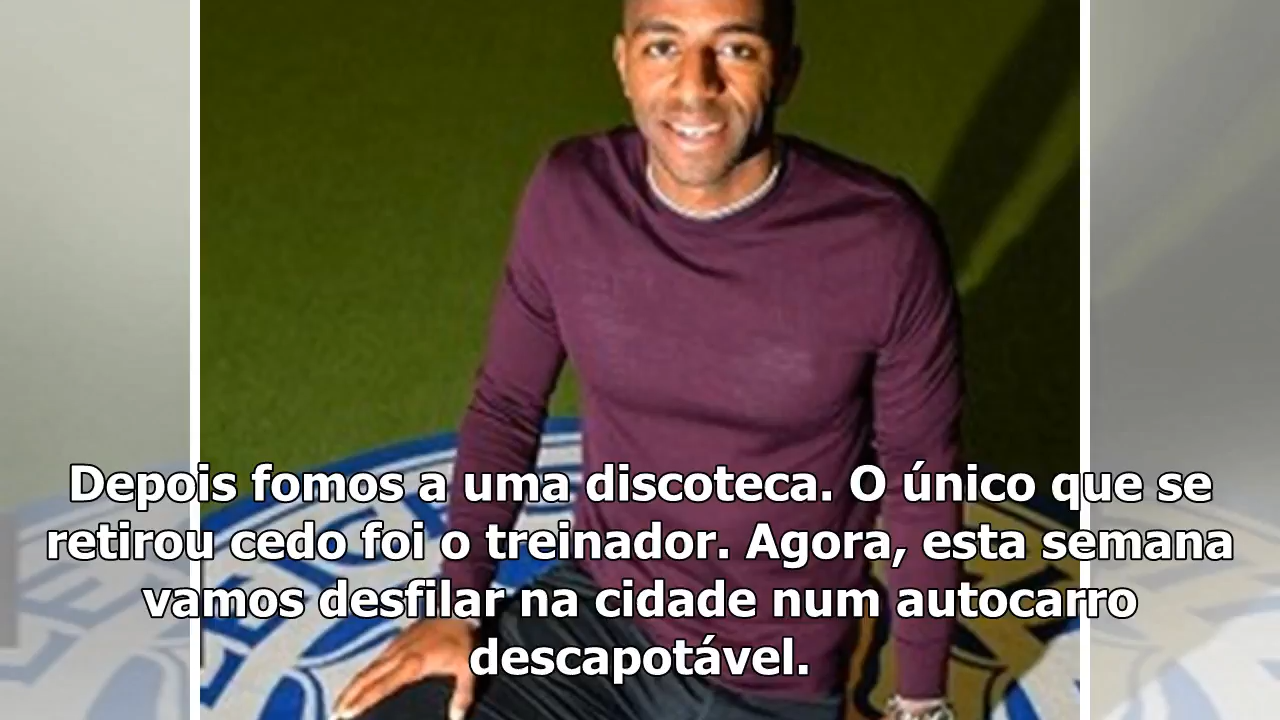 Depois fomos a uma discoteca. O único que se
retirou cedo foi o treinador. Agora, esta semana
vamos desfilar na cidade num autocarro
descapotável.